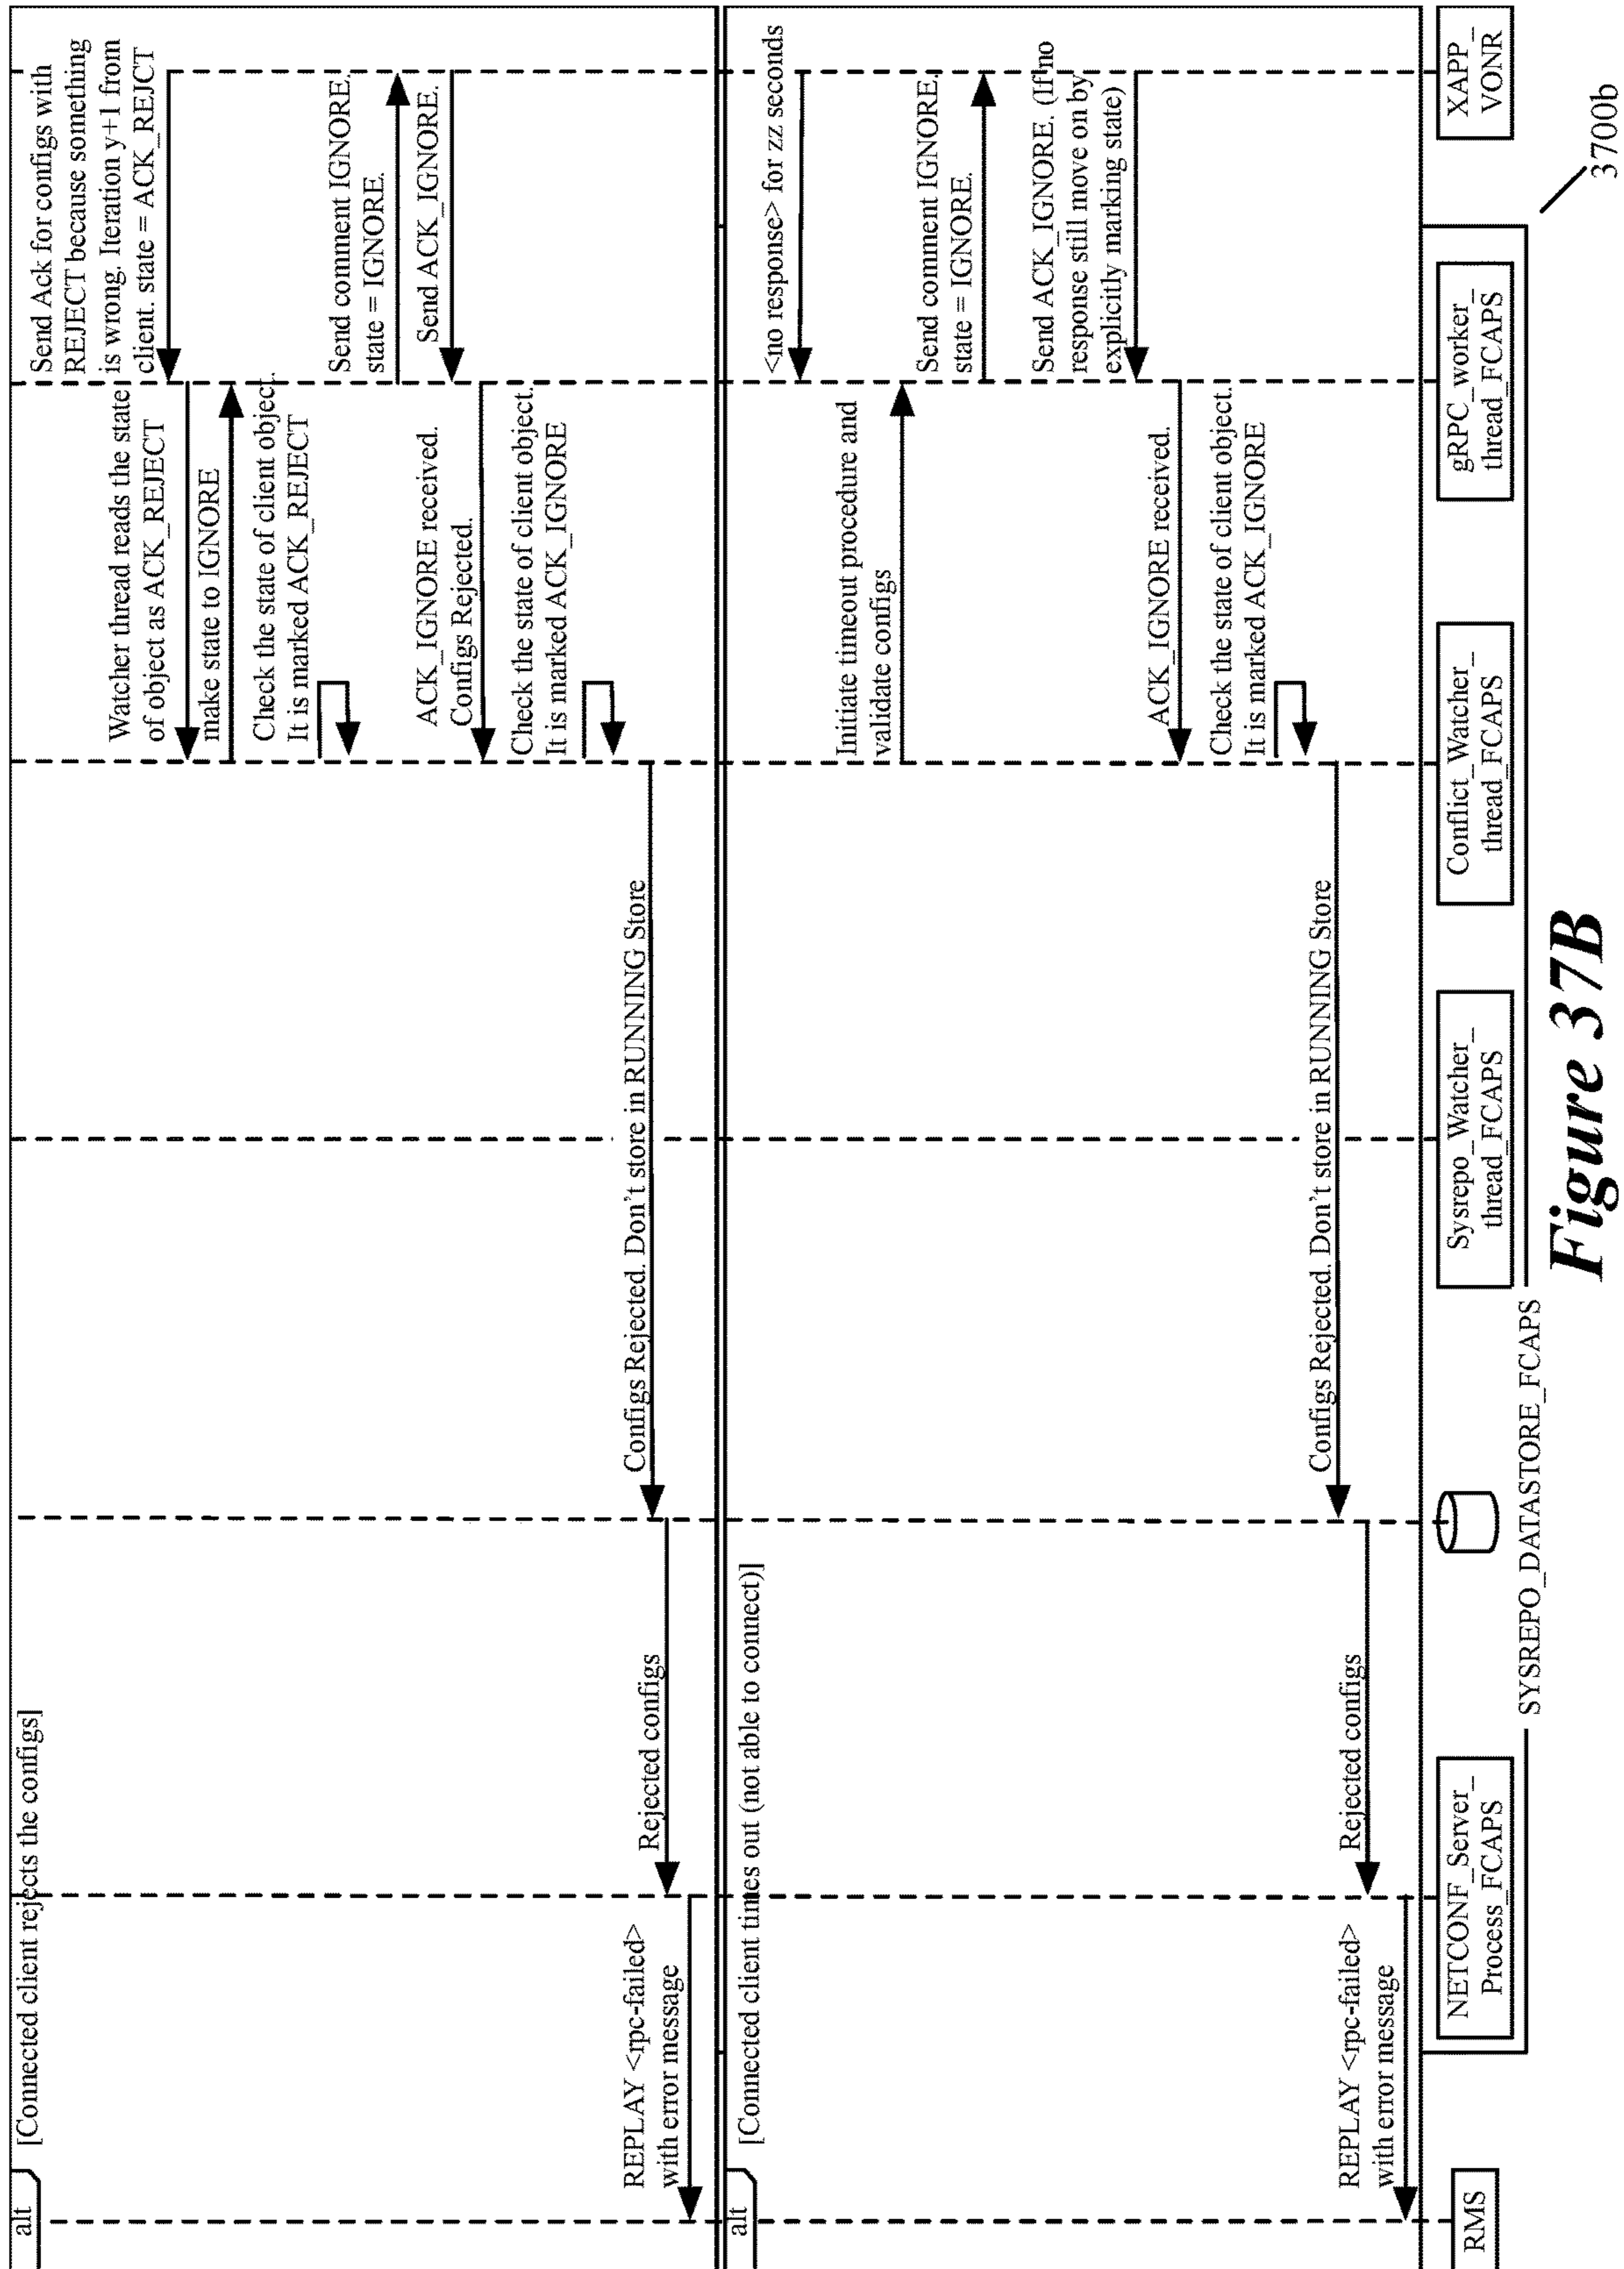 alt
[Connected client rejects the configs]
Send Ack for configs with
REJECT because something
is wrong. Iteration y+1 from
client. state = ACK_REJCT
Watcher thread reads the state
of object as ACK_REJECT
make state to IGNORE
Check the state of client object.
It is marked ACK_REJECT
Send comment IGNORE.
state = IGNORE.
Send ACK_IGNORE.
ACK_IGNORE received.
Configs Rejected.
Check the state of client object.
It is marked ACK_IGNORE
Configs Rejected. Don't store in RUNNING Store
Rejected configs
REPLAY <rpc-failed>
with error message
alt
[Connected client times out (not able to connect)]
<no response> for zz seconds
Initiate timeout procedure and
validate configs
Send comment IGNORE.
state = IGNORE.
Send ACK_IGNORE. (If no
response still move on by
explicitly marking state)
ACK_IGNORE received.
Check the state of client object.
It is marked ACK_IGNORE
Configs Rejected. Don't store in RUNNING Store
Rejected configs
REPLAY <rpc-failed>
with error message
RMS
NETCONF_Server_
Process_FCAPS
Sysrepo_Watcher_
thread_FCAPS
Conflict_Watcher_
thread_FCAPS
gRPC_worker_
thread_FCAPS
XAPP_
VONR
SYSREPO_DATASTORE_FCAPS
3700b
Figure 37B